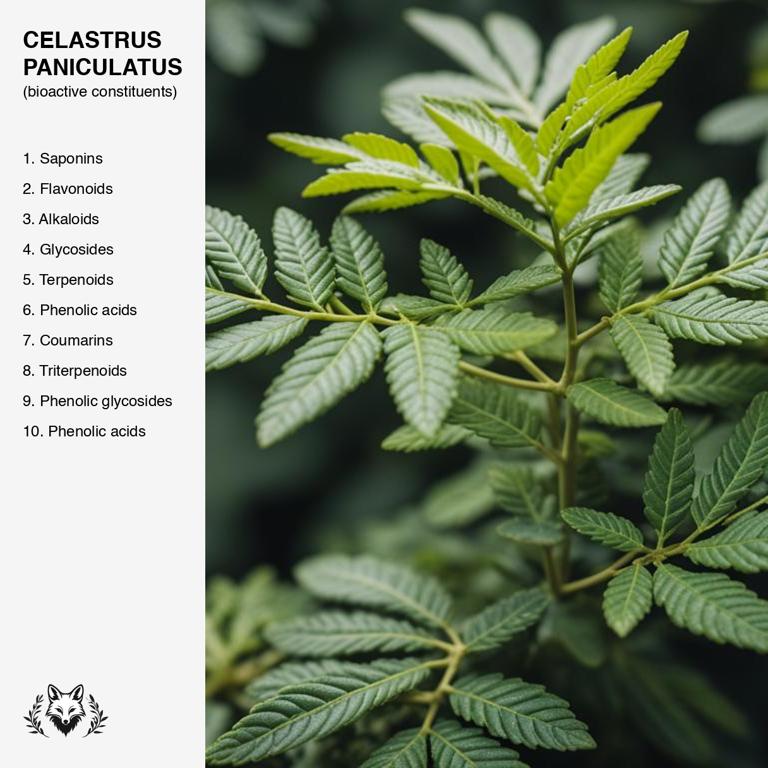 CELASTRUS
PANICULATUS
(bioactive constituents)
1. Saponins
2. Flavonoids
3. Alkaloids
4. Glycosides
5. Terpenoids
6. Phenolic acids
7. Coumarins
8. Triterpenoids
9. Phenolic glycosides
10. Phenolic acids